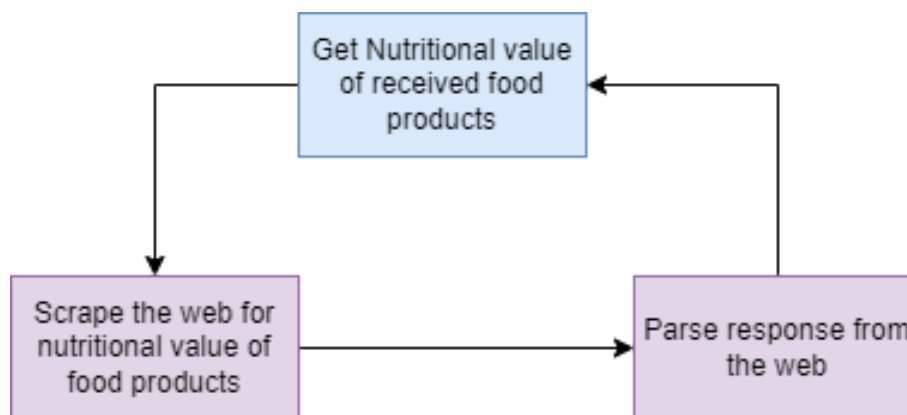 Get Nutritional value
of received food
products
Scrape the web for
nutritional value of
food products
Parse response from
the web